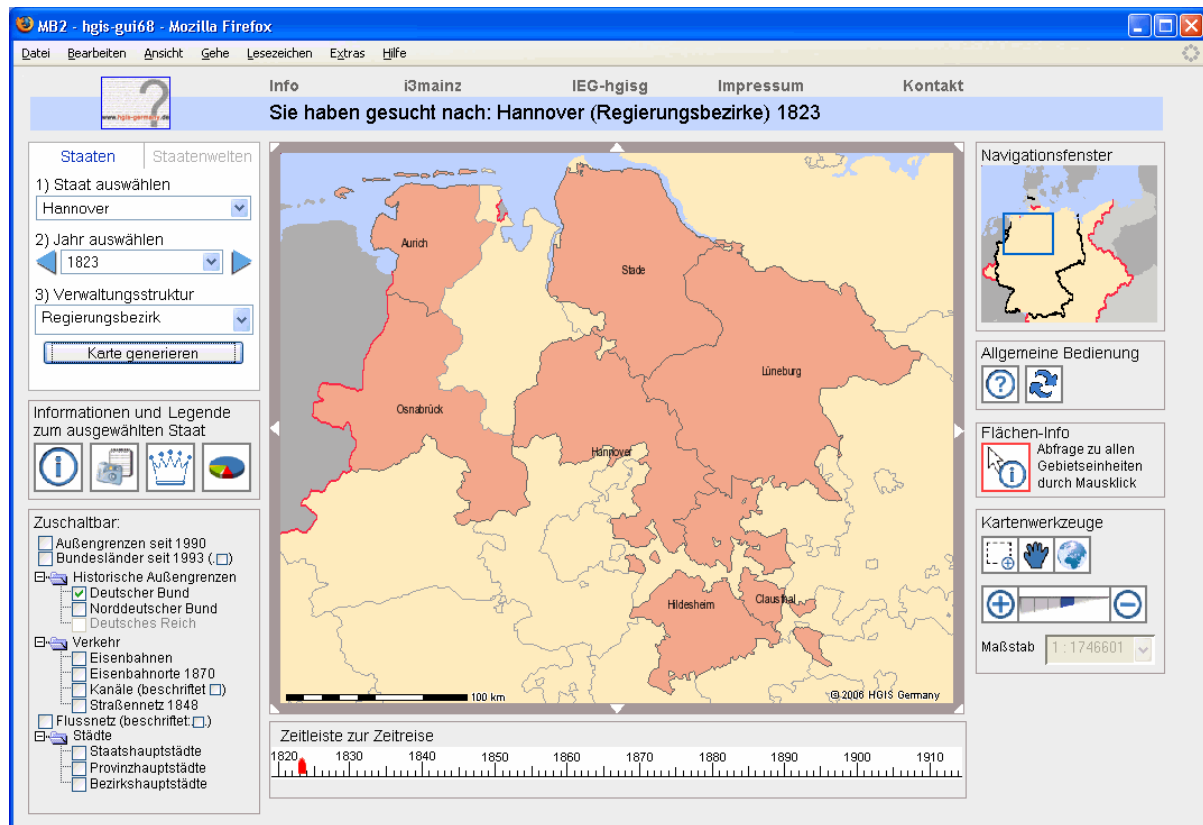 MB2 - hgis-gui68 - Mozilla Firefox
Datei Bearbeiten Ansicht Gehe Lesezeichen Extras Hilfe
www.hgis-germany.de
Info i3mainz IEG-hgisg Impressum Kontakt
Sie haben gesucht nach: Hannover (Regierungsbezirke) 1823
Staaten Staatenwelten
1) Staat auswählen
Hannover
2) Jahr auswählen
1823
3) Verwaltungsstruktur
Regierungsbezirk
Karte generieren
Informationen und Legende
zum ausgewählten Staat
Zuschaltbar:
Außengrenzen seit 1990
Bundesländer seit 1993 (. )
Historische Außengrenzen
Deutscher Bund
Norddeutscher Bund
Deutsches Reich
Verkehr
Eisenbahnen
Eisenbahnorte 1870
Kanäle (beschriftet )
Straßennetz 1848
Flussnetz (beschriftet: .)
Städte
Staatshauptstädte
Provinzhauptstädte
Bezirkshauptstädte
Aurich
Stade
Lüneburg
Osnabrück
Hannover
Hildesheim
Clausthal
100 km
© 2006 HGIS Germany
Zeitleiste zur Zeitreise
1820 1830 1840 1850 1860 1870 1880 1890 1900 1910
Navigationsfenster
Allgemeine Bedienung
Flächen-Info
Abfrage zu allen
Gebietseinheiten
durch Mausklick
Kartenwerkzeuge
Maßstab 1 : 1746601